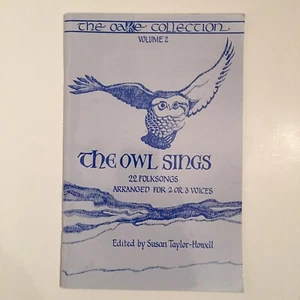 the oake collection
VOLUME 2
THE OWL SINGS
22 FOLKSONGS
ARRANGED FOR 2 OR 3 VOICES
Edited by Susan Taylor-Howell